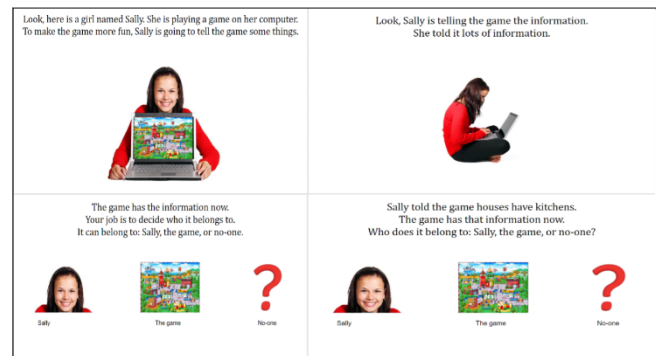 Look, here is a girl named Sally. She is playing a game on her computer.
To make the game more fun, Sally is going to tell the game some things.
Look, Sally is telling the game the information.
She told it lots of information.
The game has the information now.
Your job is to decide who it belongs to.
It can belong to: Sally, the game, or no-one.
Sally
The game
No-one
Sally told the game houses have kitchens.
The game has that information now.
Who does it belong to: Sally, the game, or no-one?
Sally
The game
No-one